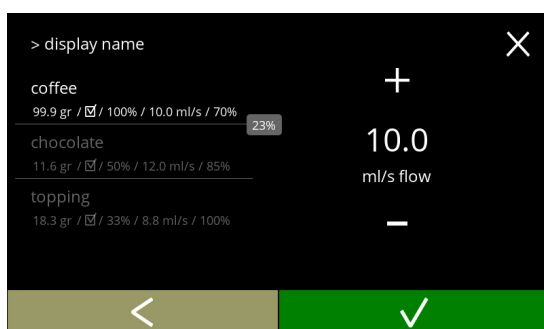 > display name
coffee
99.9 gr / ☑ / 100% / 10.0 ml/s / 70%
23%
chocolate
11.6 gr / ☑ / 50% / 12.0 ml/s / 85%
topping
18.3 gr / ☑ / 33% / 8.8 ml/s / 100%
+
10.0
ml/s flow
−